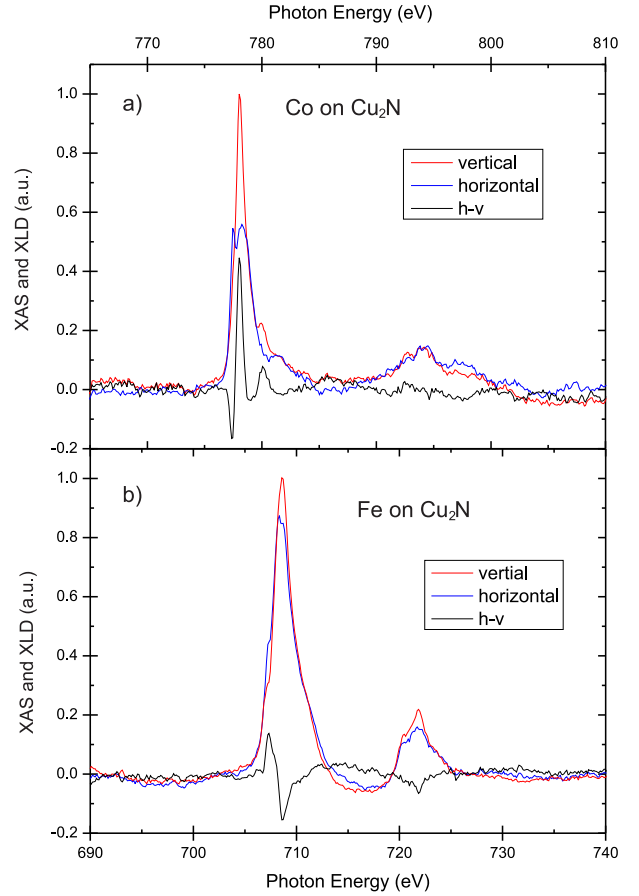 Photon Energy (eV)
770 780 790 800 810
a)
Co on Cu₂N
vertical
horizontal
h-v
XAS and XLD (a.u.)
1.0
0.8
0.6
0.4
0.2
0.0
-0.2
b)
Fe on Cu₂N
vertial
horizontal
h-v
XAS and XLD (a.u.)
1.0
0.8
0.6
0.4
0.2
0.0
-0.2
690 700 710 720 730 740
Photon Energy (eV)